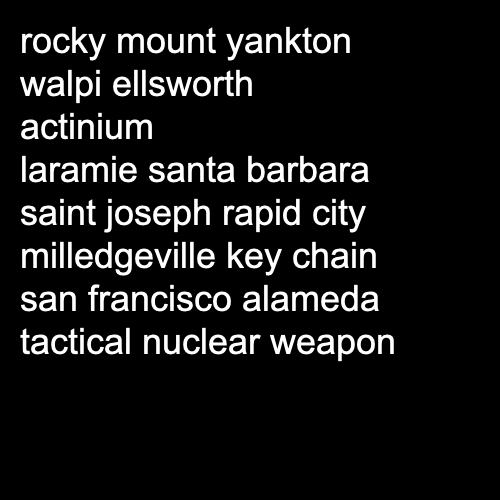 rocky mount yankton
walpi ellsworth
actinium
laramie santa barbara
saint joseph rapid city
milledgeville key chain
san francisco alameda
tactical nuclear weapon